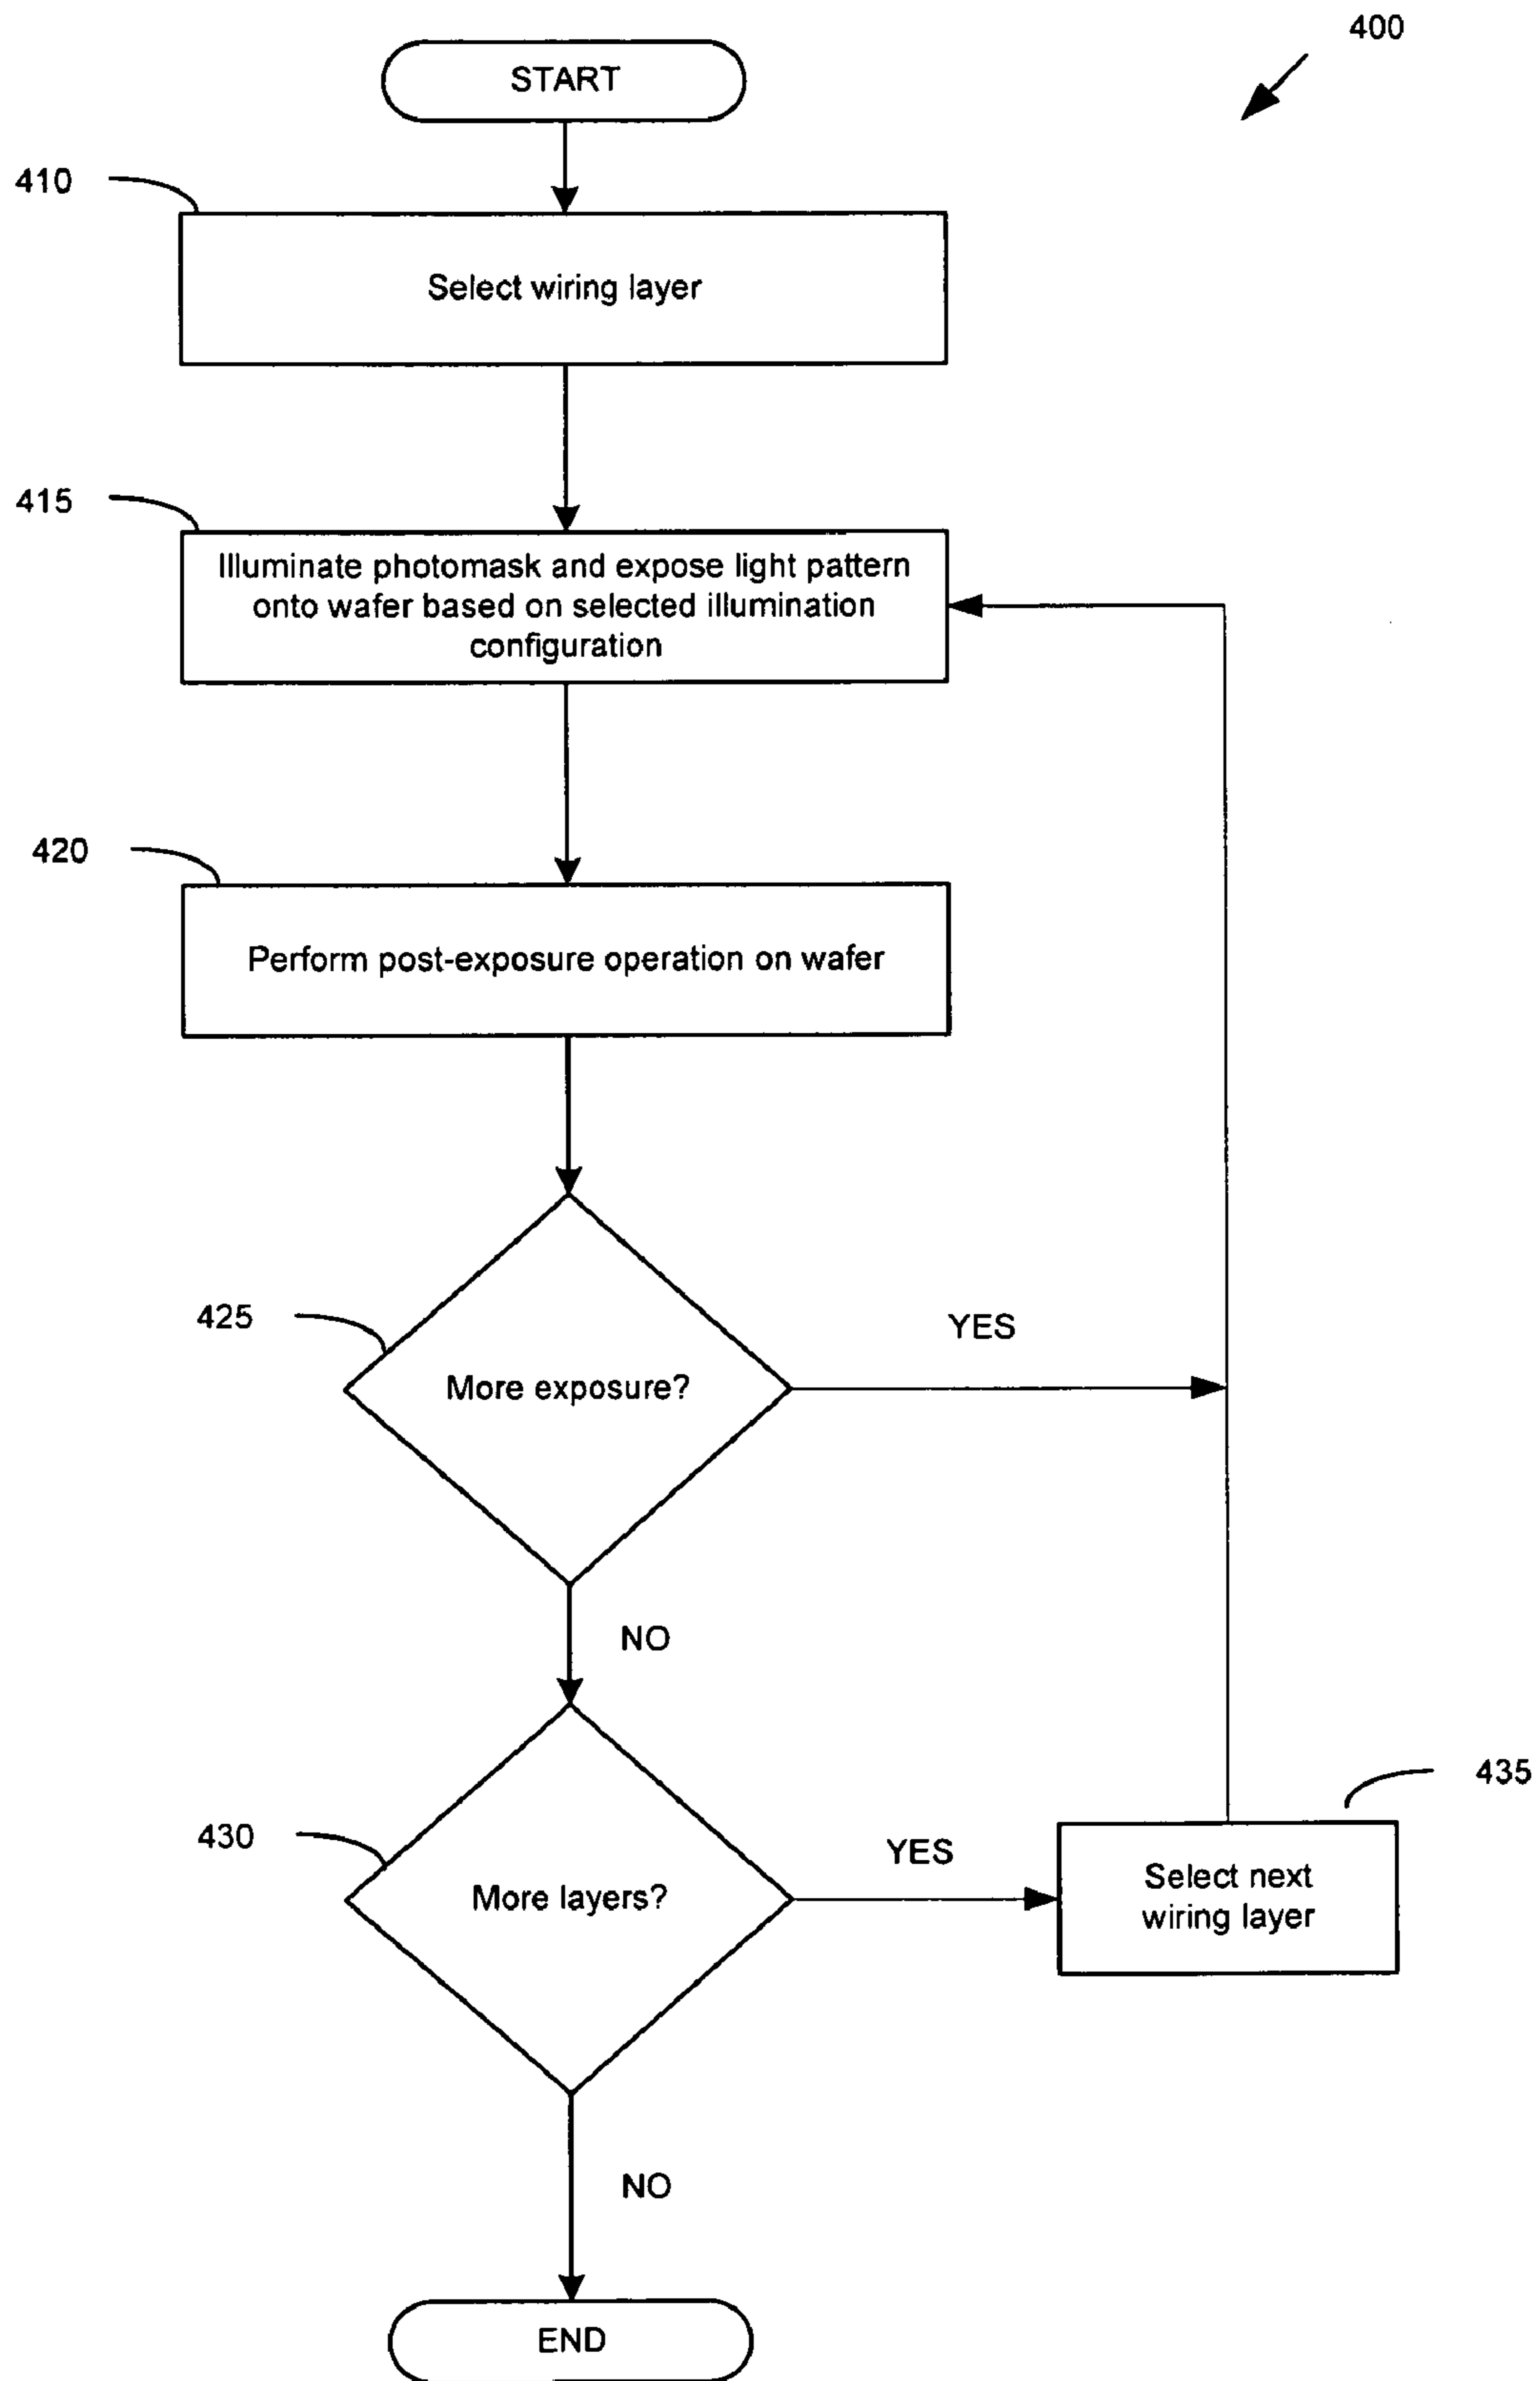 400
START
410
Select wiring layer
415
Illuminate photomask and expose light pattern
onto wafer based on selected illumination
configuration
420
Perform post-exposure operation on wafer
425
More exposure?
YES
NO
430
More layers?
YES
435
Select next
wiring layer
NO
END